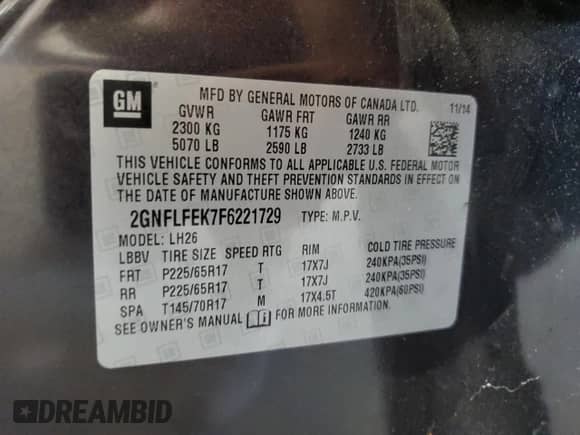 GM
MFD BY GENERAL MOTORS OF CANADA LTD. 11/14
GVWR GAWR FRT GAWR RR
2300 KG 1175 KG 1240 KG
5070 LB 2590 LB 2733 LB
THIS VEHICLE CONFORMS TO ALL APPLICABLE U.S. FEDERAL MOTOR
VEHICLE SAFETY AND THEFT PREVENTION STANDARDS IN EFFECT ON
THE DATE OF MANUFACTURE SHOWN ABOVE.
2GNFLFEK7F6221729 TYPE: M.P.V.
MODEL: LH26
LBBV TIRE SIZE SPEED RTG RIM COLD TIRE PRESSURE
FRT P225/65R17 T 17X7J 240KPA(35PSI)
RR P225/65R17 T 17X7J 240KPA(35PSI)
SPA T145/70R17 M 17X4.5T 420KPA(60PSI)
SEE OWNER'S MANUAL FOR MORE INFORMATION.
DREAMBID